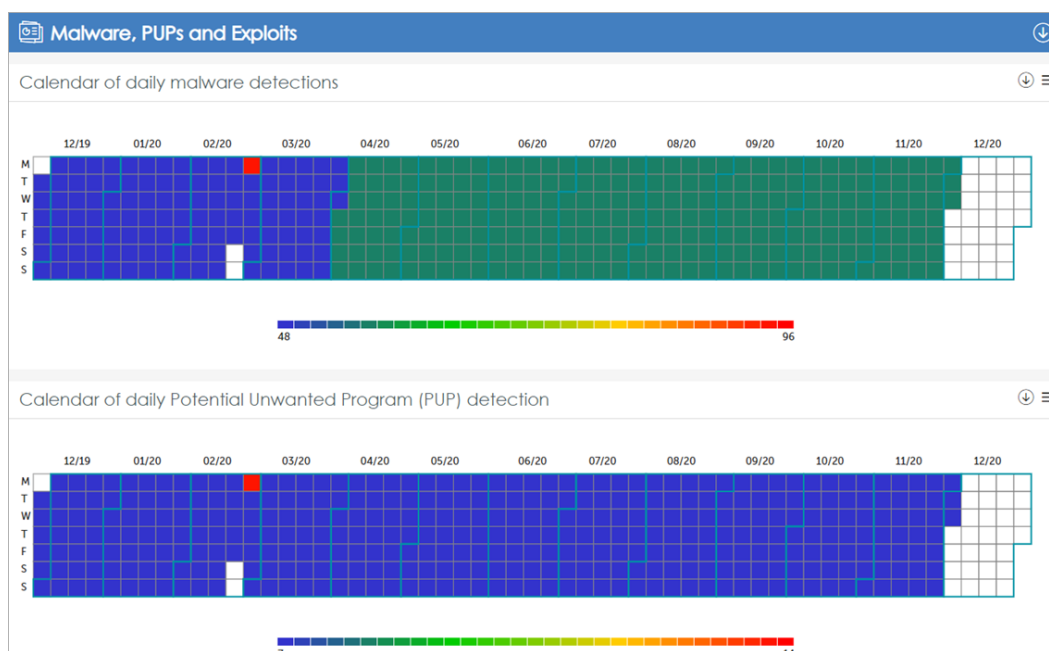 Malware, PUPs and Exploits
Calendar of daily malware detections
12/19 01/20 02/20 03/20 04/20 05/20 06/20 07/20 08/20 09/20 10/20 11/20 12/20
M
T
W
T
F
S
S
48 96
Calendar of daily Potential Unwanted Program (PUP) detection
12/19 01/20 02/20 03/20 04/20 05/20 06/20 07/20 08/20 09/20 10/20 11/20 12/20
M
T
W
T
F
S
S